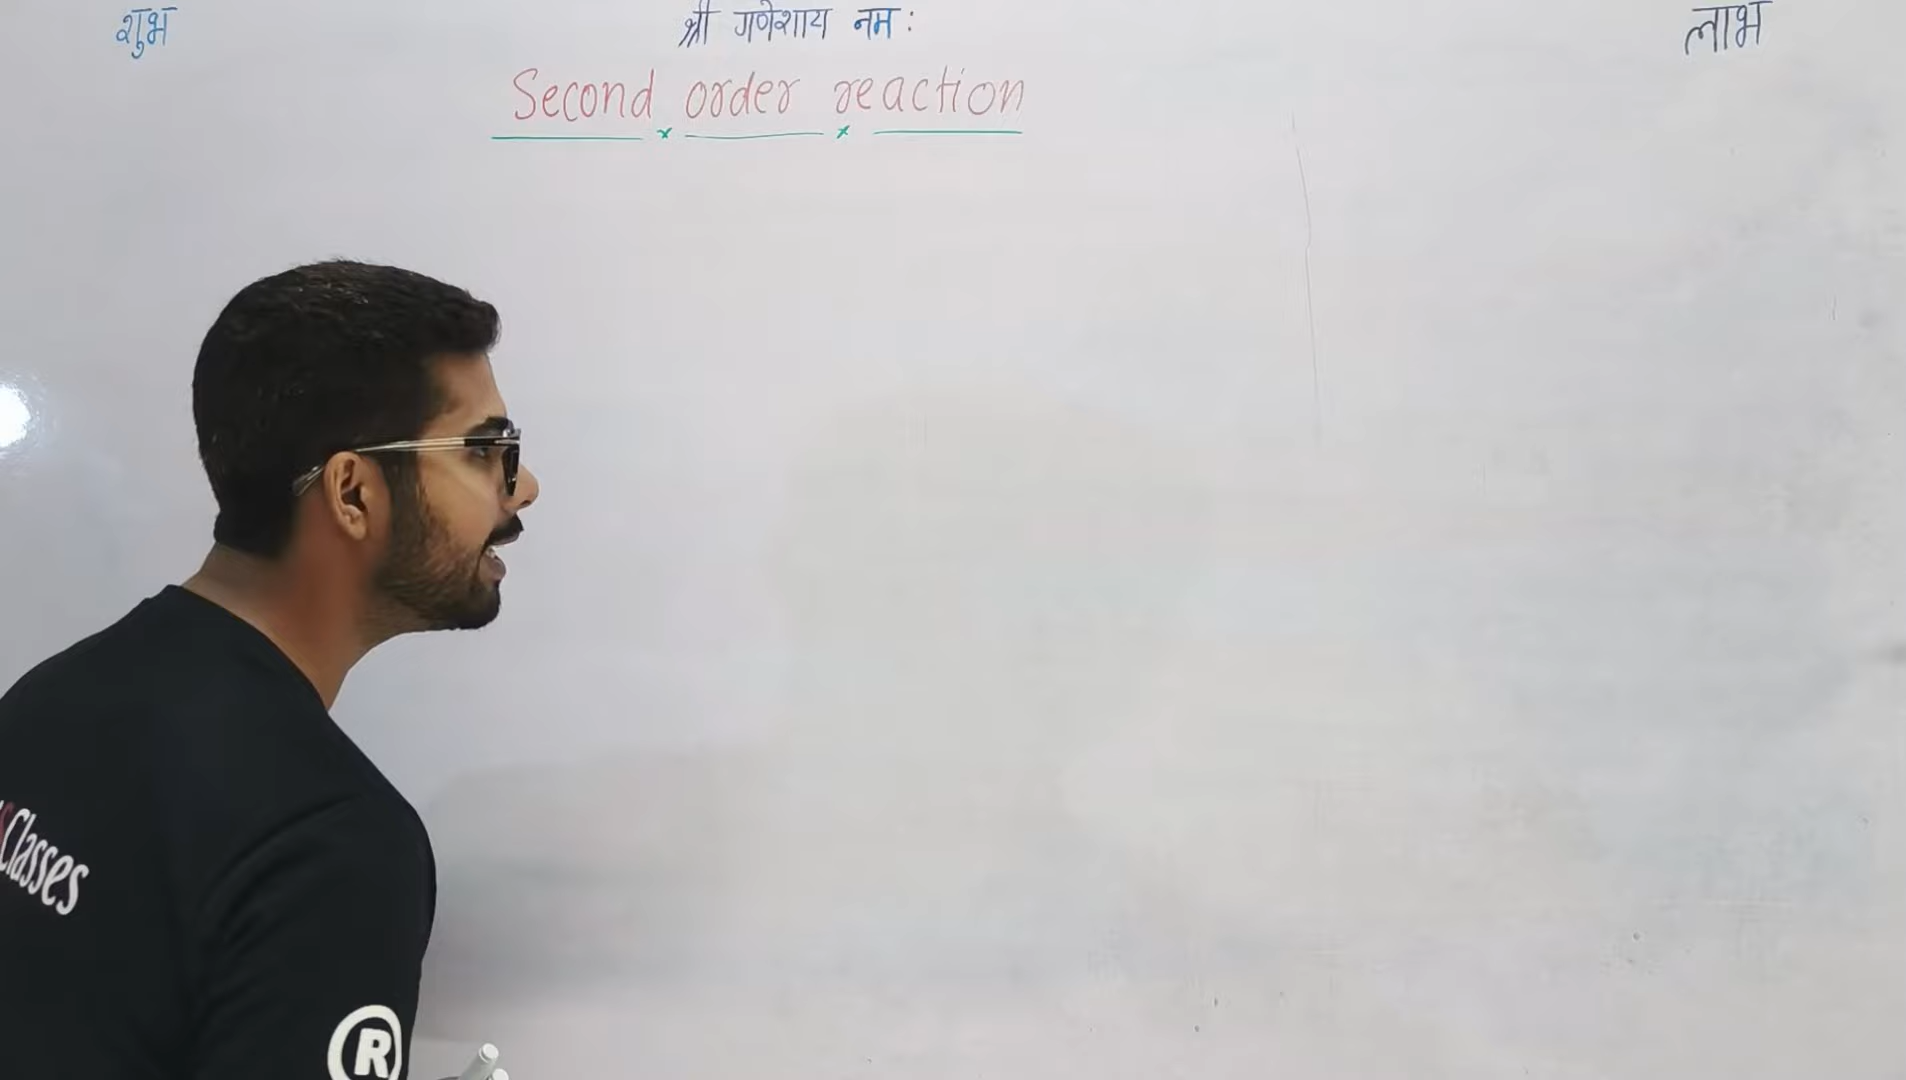 शुभ श्री गणेशाय नम: लाभ
Second order reaction
Classes
R